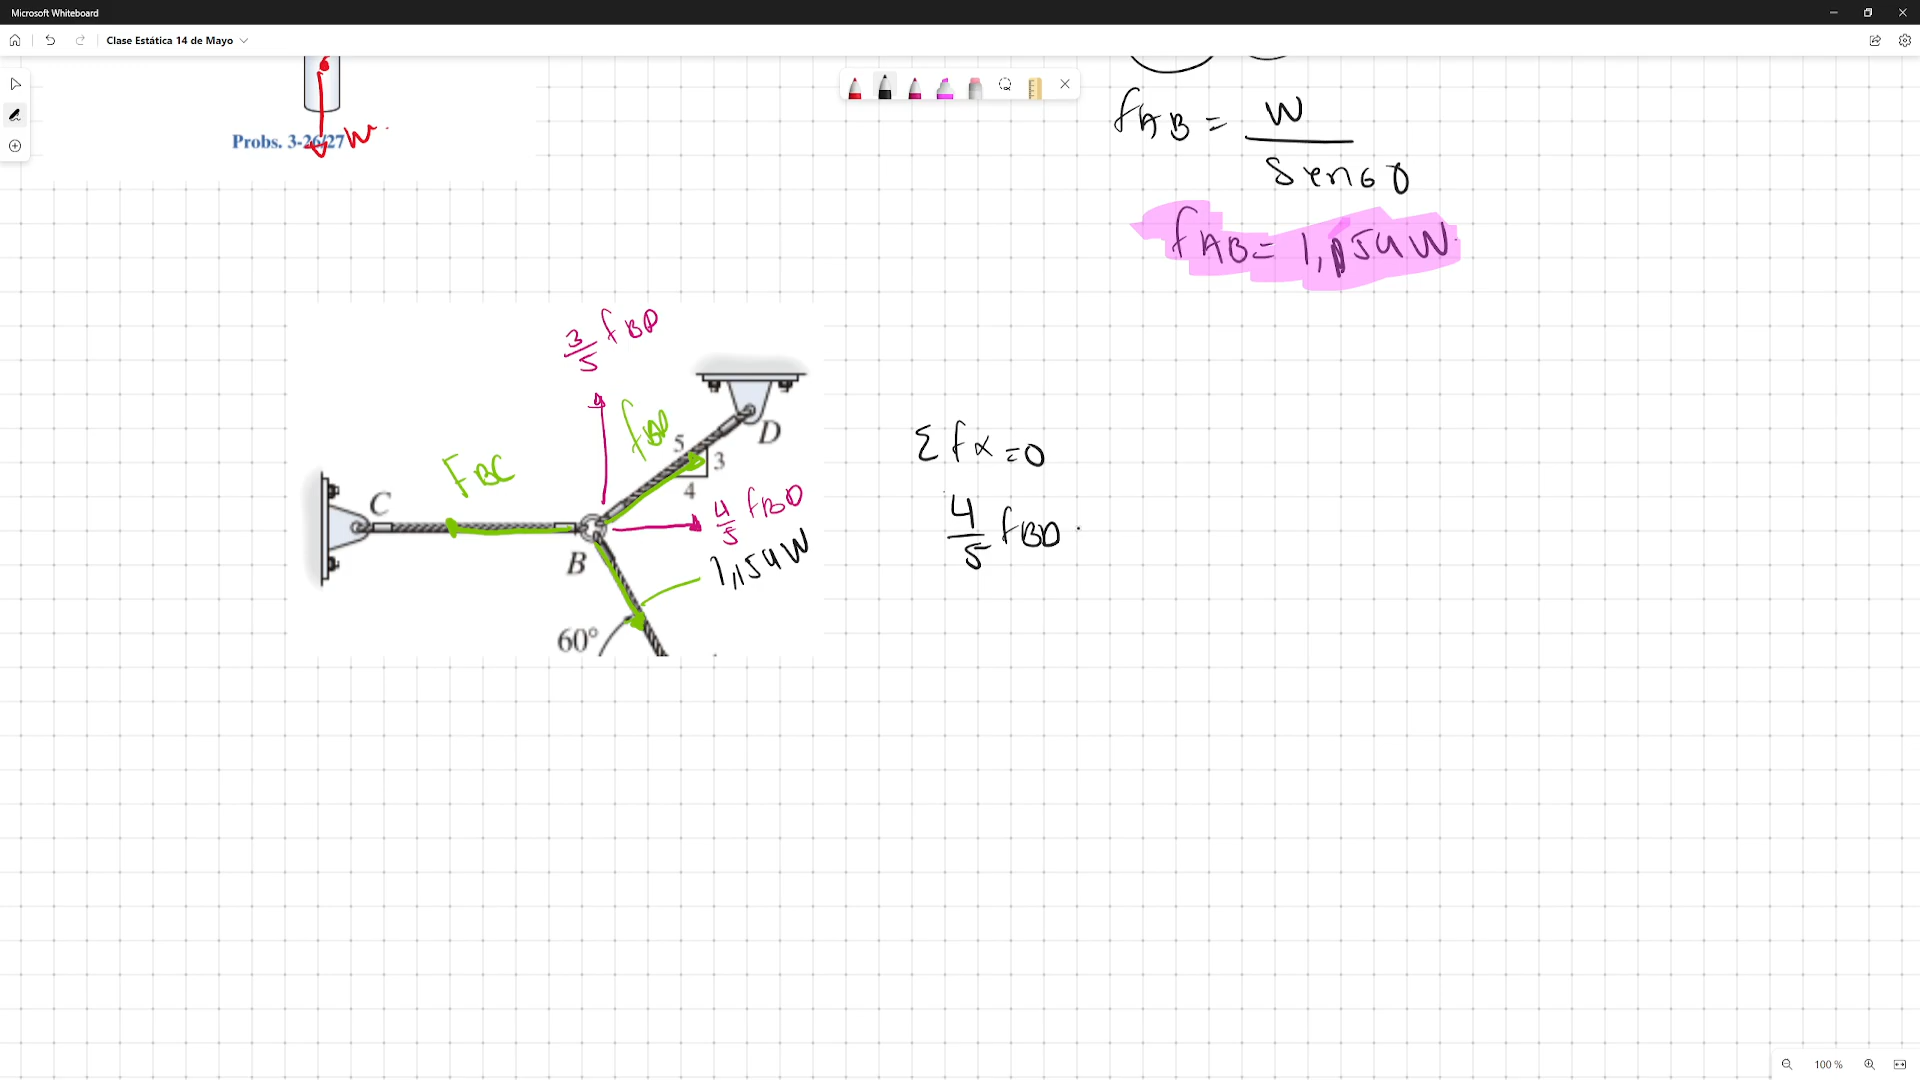 Microsoft Whiteboard
Clase Estática 14 de Mayo
Probs. 3-26/27
W
fAB = W
Sen60
fAB = 1,154W
3
5
fBD
fBD
FBC
C
D
5
3
4
4
5
fBD
B
1,154W
60°
Σfx=0
4
5
fBD
100 %